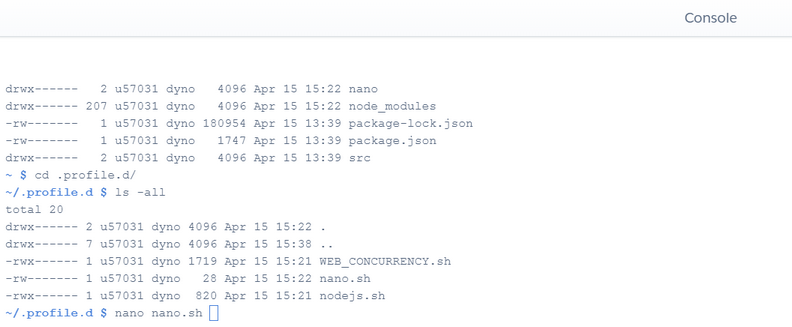 Console
drwx------ 2 u57031 dyno 4096 Apr 15 15:22 nano
drwx------ 207 u57031 dyno 4096 Apr 15 15:22 node_modules
-rw------- 1 u57031 dyno 180954 Apr 15 13:39 package-lock.json
-rw------- 1 u57031 dyno 1747 Apr 15 13:39 package.json
drwx------ 2 u57031 dyno 4096 Apr 15 13:39 src
~ $ cd .profile.d/
~/.profile.d $ ls -all
total 20
drwx------ 2 u57031 dyno 4096 Apr 15 15:22 .
drwx------ 7 u57031 dyno 4096 Apr 15 15:38 ..
-rwx------ 1 u57031 dyno 1719 Apr 15 15:21 WEB_CONCURRENCY.sh
-rw------- 1 u57031 dyno 28 Apr 15 15:22 nano.sh
-rwx------ 1 u57031 dyno 820 Apr 15 15:21 nodejs.sh
~/.profile.d $ nano nano.sh